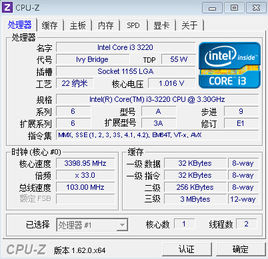 CPU-Z
处理器 缓存 主板 内存 SPD 显卡 关于
处理器
名字 Intel Core i3 3220
代号 Ivy Bridge TDP 55 W
插槽 Socket 1155 LGA
工艺 22 纳米 核心电压 1.016 V
intel inside™
CORE i3
规格 Intel(R) Core(TM) i3-3220 CPU @ 3.30GHz
系列 6 型号 A 步进 9
扩展系列 6 扩展型号 3A 修订 E1
指令集 MMX, SSE (1, 2, 3, 3S, 4.1, 4.2), EM64T, VT-x, AVX
时钟 (核心 #0)
核心速度 3398.95 MHz
倍频 x 33.0
总线速度 103.00 MHz
额定 FSB
缓存
一级 数据 32 KBytes 8-way
一级 指令 32 KBytes 8-way
二级 256 KBytes 8-way
三级 3 MBytes 12-way
已选择 处理器 #1 核心数 1 线程数 2
CPU-Z 版本 1.62.0.x64 认证 确定